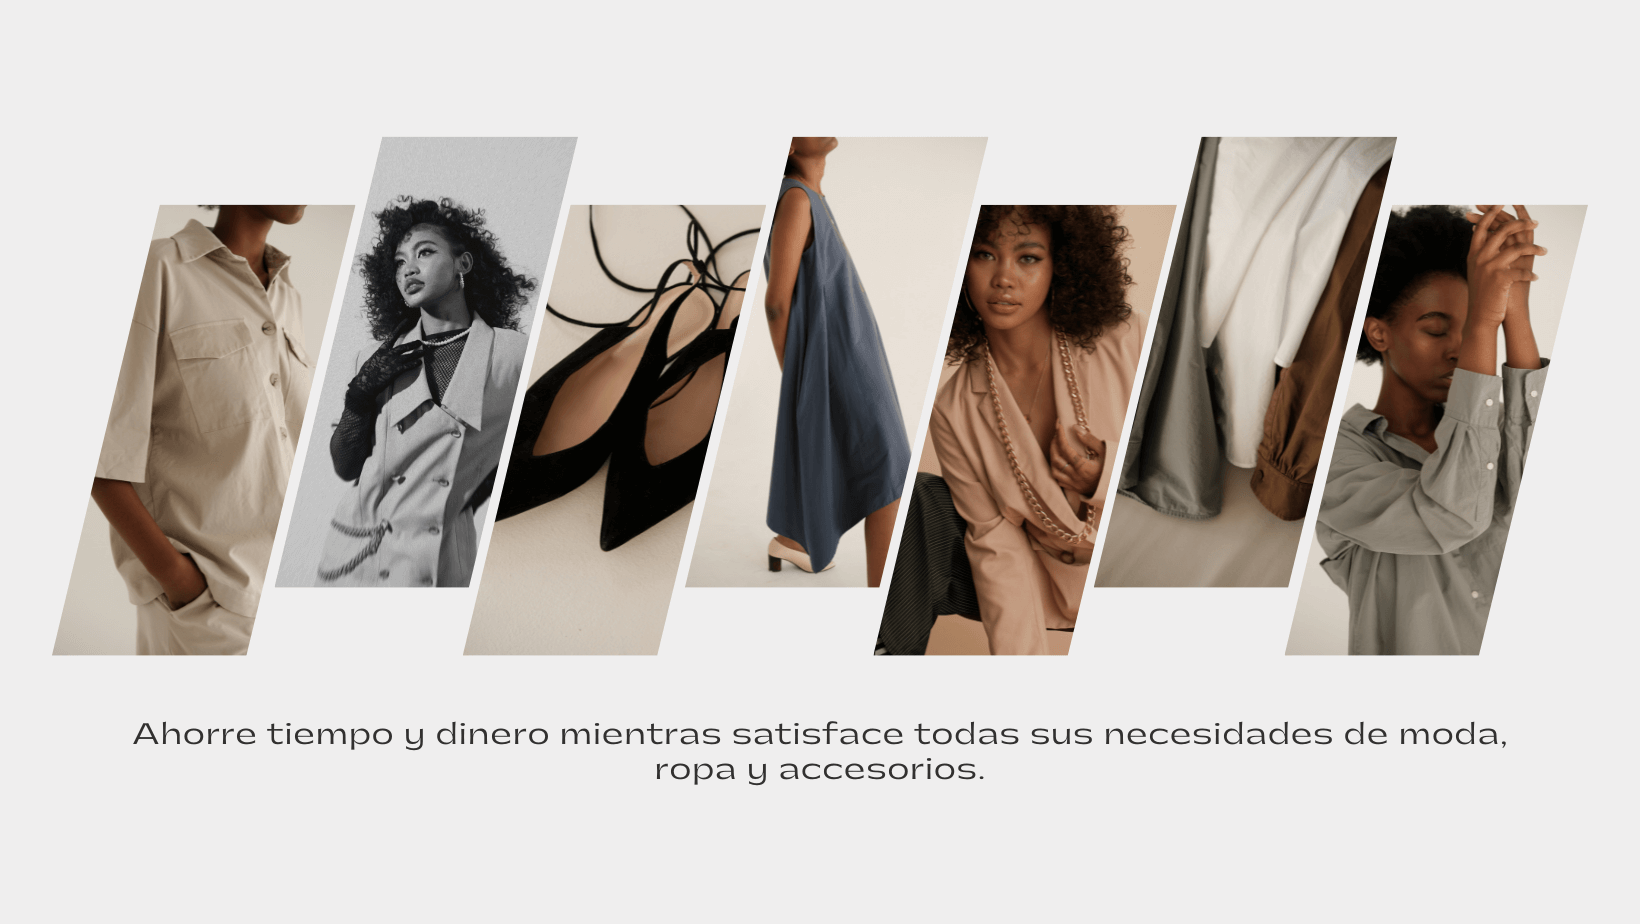 Ahorre tiempo y dinero mientras satisface todas sus necesidades de moda,
ropa y accesorios.